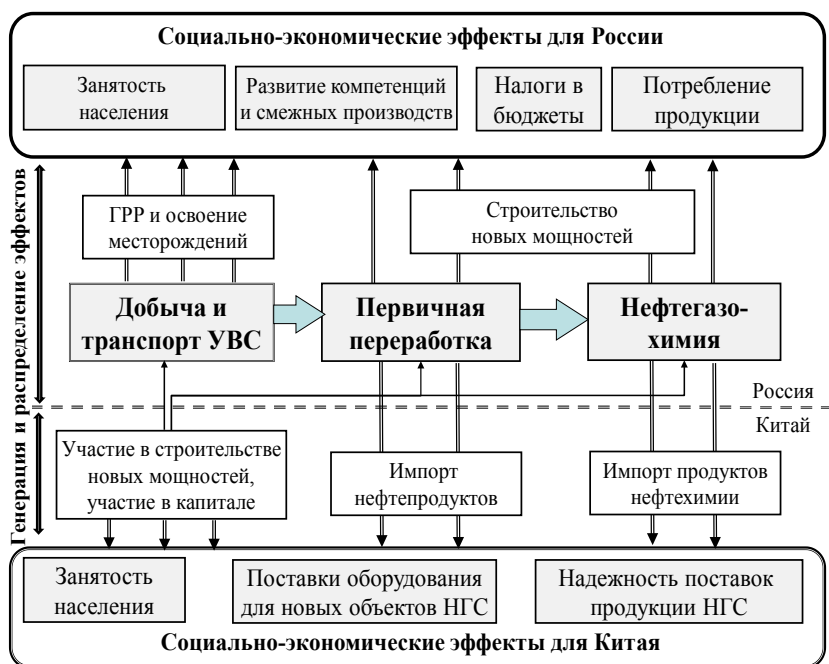 Социально-экономические эффекты для России
Занятость
населения
Развитие компетенций
и смежных производств
Налоги в
бюджеты
Потребление
продукции
Генерация и распределение эффектов
ГРР и освоение
месторождений
Строительство
новых мощностей
Добыча и
транспорт УВС
Первичная
переработка
Нефтегазо-
химия
Россия
Китай
Участие в строительстве
новых мощностей,
участие в капитале
Импорт
нефтепродуктов
Импорт продуктов
нефтехимии
Занятость
населения
Поставки оборудования
для новых объектов НГС
Надежность поставок
продукции НГС
Социально-экономические эффекты для Китая